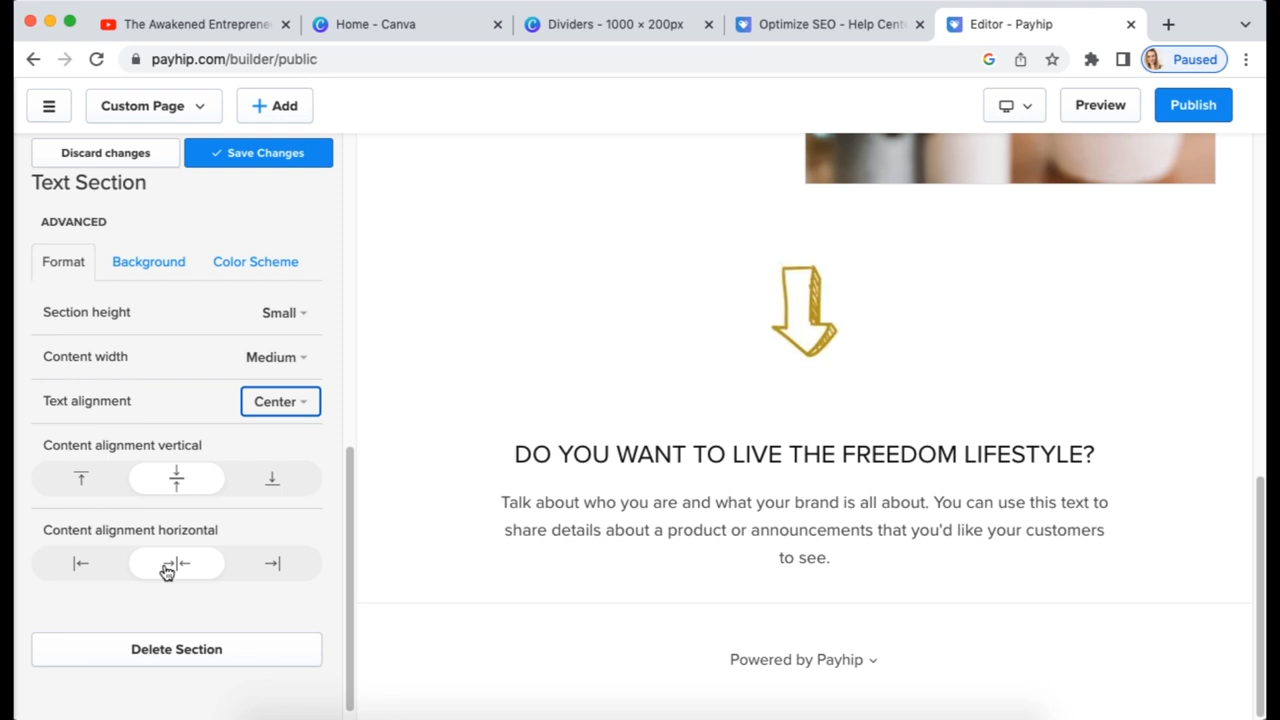 The Awakened Entreprene
Home - Canva
Dividers - 1000 × 200px
Optimize SEO - Help Cent
Editor - Payhip
payhip.com/builder/public
Paused
Custom Page
+ Add
Preview
Publish
Discard changes
Save Changes
Text Section
ADVANCED
Format
Background
Color Scheme
Section height
Small
Content width
Medium
Text alignment
Center
Content alignment vertical
Content alignment horizontal
Delete Section
DO YOU WANT TO LIVE THE FREEDOM LIFESTYLE?
Talk about who you are and what your brand is all about. You can use this text to
share details about a product or announcements that you'd like your customers
to see.
Powered by Payhip